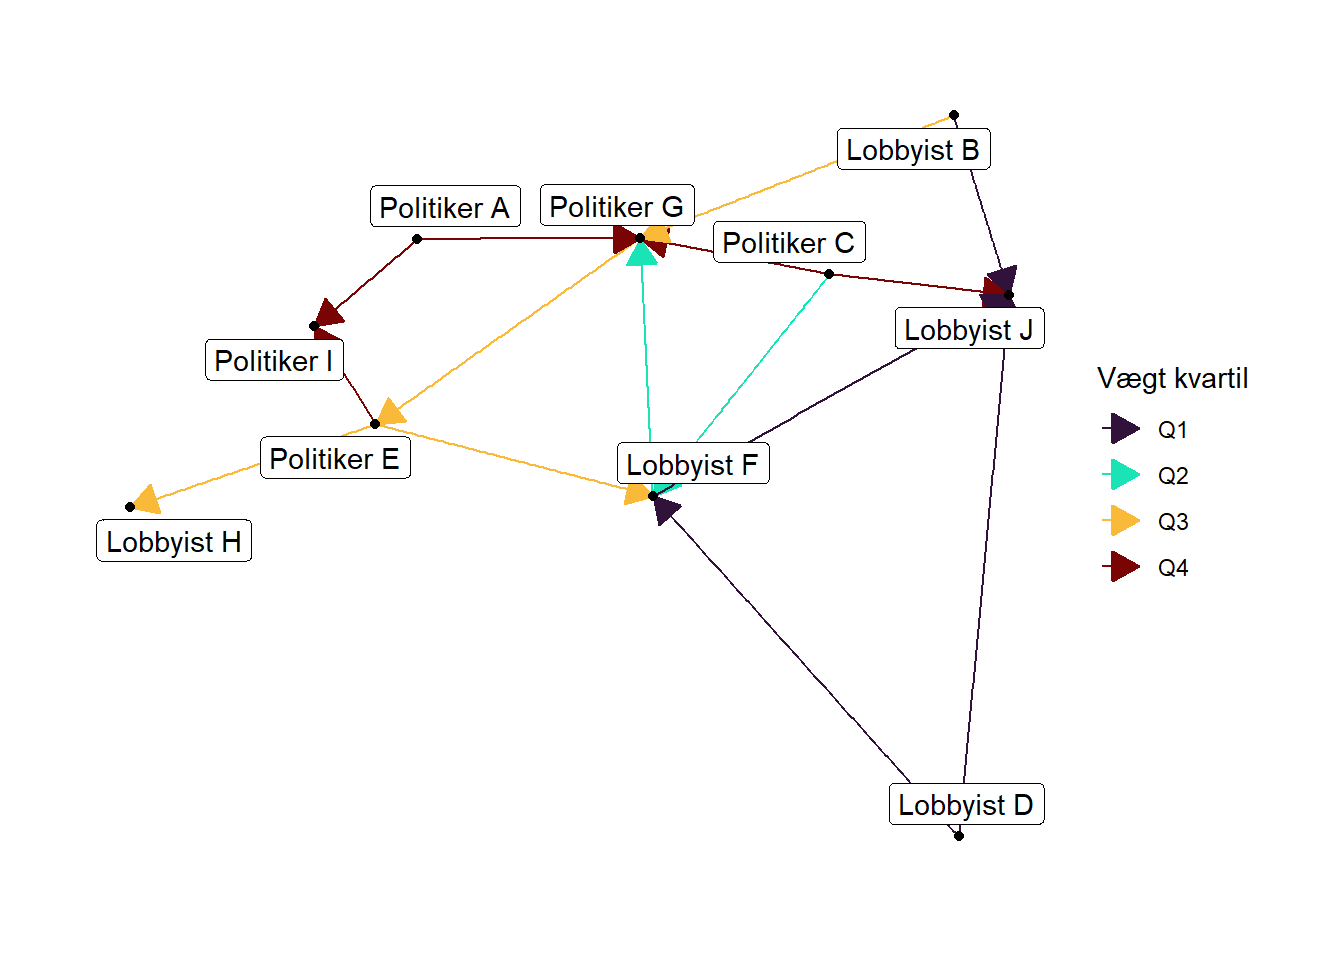 Lobbyist B
Politiker A
Politiker G
Politiker C
Lobbyist J
Politiker I
Politiker E
Lobbyist F
Lobbyist H
Lobbyist D
Vægt kvartil
Q1
Q2
Q3
Q4